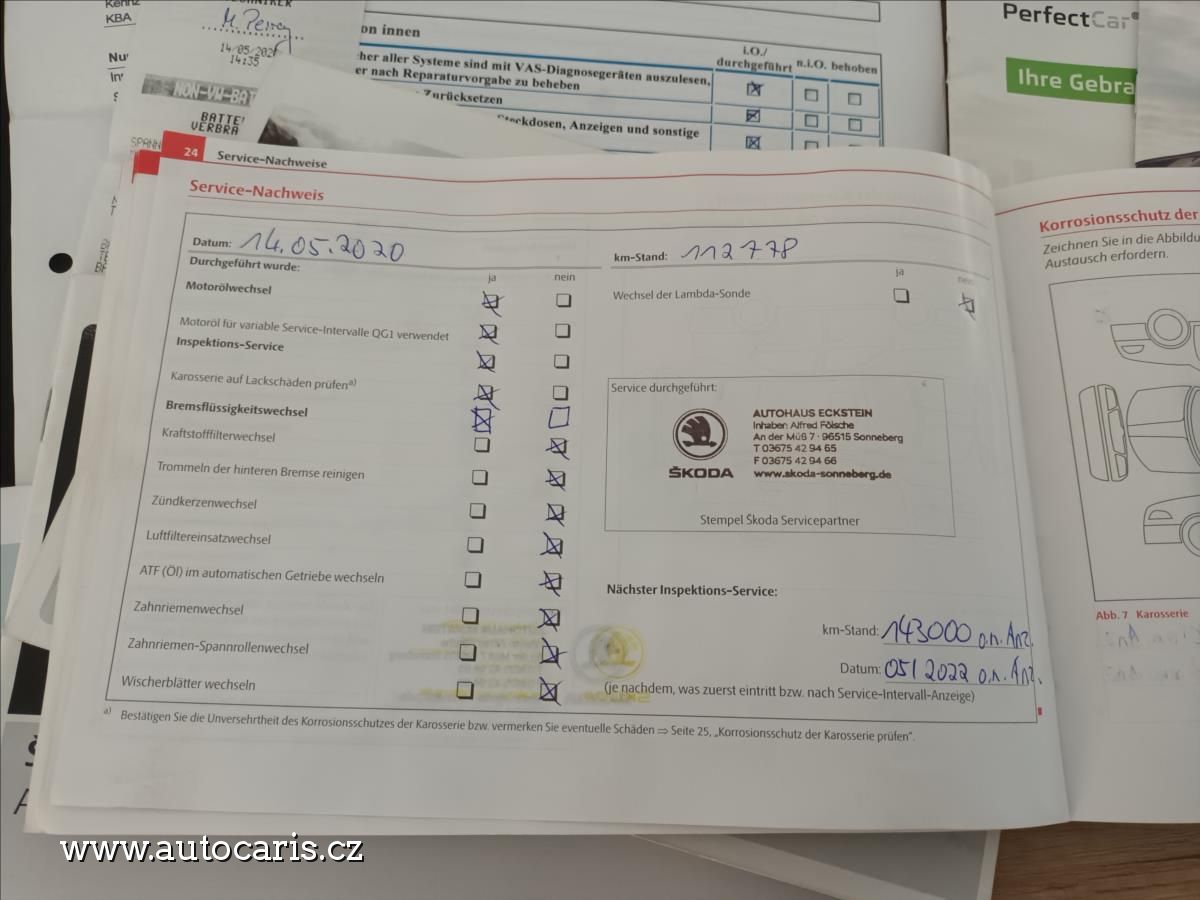 KBA
M. Perro
14/05/2020
14:35
NON-VW-BAT
BATTE
VERBRA
SPANN
on innen
i.O./
durchgeführt n.i.O. behoben
her aller Systeme sind mit VAS-Diagnosegeräten auszulesen,
er nach Reparaturvorgabe zu beheben
Zurücksetzen
eckdosen, Anzeigen und sonstige
PerfectCar
Ihre Gebra
24 Service-Nachweise
Service-Nachweis
Datum: 14.05.2020
km-Stand: 112778
Durchgeführt wurde:
ja nein
ja nein
Motorölwechsel
Wechsel der Lambda-Sonde
Motoröl für variable Service-Intervalle QG1 verwendet
Inspektions-Service
Karosserie auf Lackschäden prüfen a)
Bremsflüssigkeitswechsel
Kraftstofffilterwechsel
Trommeln der hinteren Bremse reinigen
Zündkerzenwechsel
Luftfiltereinsatzwechsel
ATF (Öl) im automatischen Getriebe wechseln
Zahnriemenwechsel
Zahnriemen-Spannrollenwechsel
Wischerblätter wechseln
Service durchgeführt:
ŠKODA
AUTOHAUS ECKSTEIN
Inhaber: Alfred Fölsche
An der Müß 7 · 96515 Sonneberg
T 03675 42 94 65
F 03675 42 94 66
www.skoda-sonneberg.de
Stempel Škoda Servicepartner
Nächster Inspektions-Service:
km-Stand: 143000 o.n. Anz.
Datum: 05/2022 o.n. Anz.
(je nachdem, was zuerst eintritt bzw. nach Service-Intervall-Anzeige)
a) Bestätigen Sie die Unversehrtheit des Korrosionsschutzes der Karosserie bzw. vermerken Sie eventuelle Schäden ⇒ Seite 25, „Korrosionsschutz der Karosserie prüfen“.
Korrosionsschutz der
Zeichnen Sie in die Abbildu
Austausch erfordern.
Abb. 7 Karosserie
www.autocaris.cz